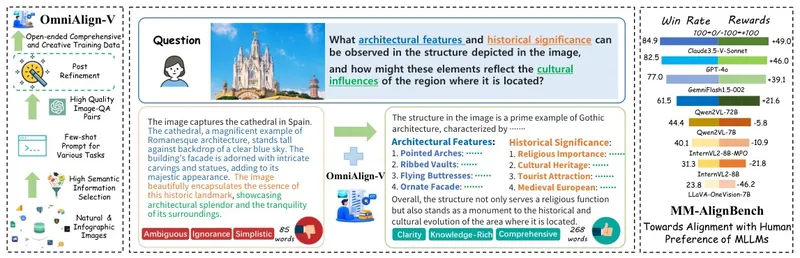 OmniAlign-V
Open-ended Comprehensive
and Creative Training Data
Post
Refinement
High Quality
Image-QA
Pairs
Few-shot
Prompt for
Various Tasks
High Semantic
Information
Selection
Natural &
Infographic
Images
Question
What architectural features and historical significance can
be observed in the structure depicted in the image,
and how might these elements reflect the cultural
influences of the region where it is located?
The image captures the cathedral in Spain.
The cathedral, a magnificent example of
Romanesque architecture, stands tall
against backdrop of a clear blue sky. The
building's facade is adorned with intricate
carvings and statues, adding to its
majestic appearance. The image
beautifully encapsulates the essence of
this historic landmark, showcasing
architectural splendor and the tranquility
of its surroundings.
Ambiguous Ignorance Simplistic
85
words
OmniAlign-V
The structure in the image is a prime example of Gothic
architecture, characterized by ······
Architectural Features:
1. Pointed Arches: ······
2. Ribbed Vaults: ······
3. Flying Buttresses: ······
4. Ornate Facade: ······
Historical Significance:
1. Religious Importance: ······
2. Cultural Heritage: ······
3. Tourist Attraction: ······
4. Medieval European: ······
Overall, the structure not only serves a religious function
but also stands as a monument to the historical and
cultural evolution of the area where it is located.
Clarity Knowledge-Rich Comprehensive
268
words
Win Rate Rewards
100+0/-100~+100
84.9 +49.0
Claude3.5-V-Sonnet
82.5 +46.0
GPT-4o
77.0 +39.1
GemniFlash1.5-002
61.5 +21.6
Qwen2VL-72B
44.4 -5.8
Qwen2VL-7B
40.1 -10.9
InternVL2-8B-MPO
31.3 -21.8
InternVL2-8B
23.8 -46.2
LLaVA-OneVision-7B
MM-AlignBench
Towards Alignment with Human
Preference of MLLMs